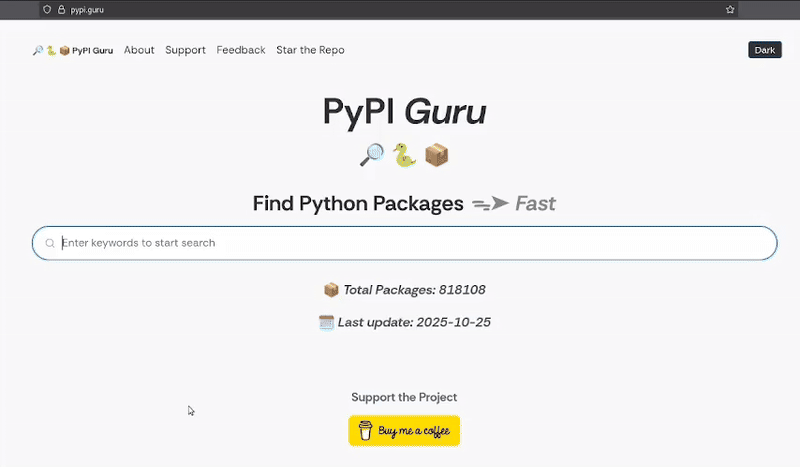 pypi.guru
PyPI Guru About Support Feedback Star the Repo Dark
PyPI Guru
Find Python Packages Fast
Enter keywords to start search
Total Packages: 818108
Last update: 2025-10-25
Support the Project
Buy me a coffee